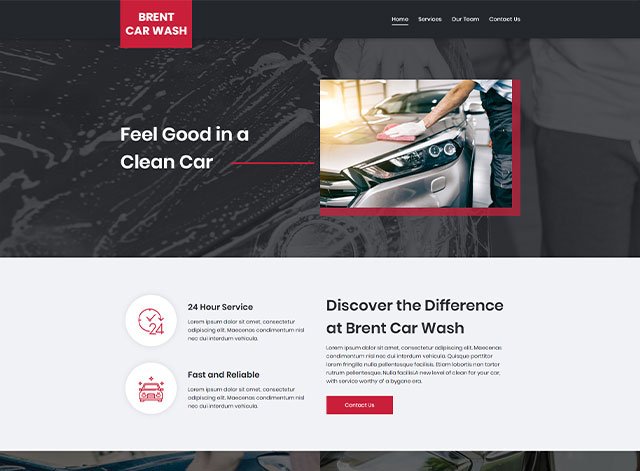 BRENT
CAR WASH
Home Services Our Team Contact Us
Feel Good in a
Clean Car
24 Hour Service
Lorem ipsum dolor sit amet, consectetur
adipiscing elit. Maecenas condimentum nisl
nec dui interdum vehicula.
24
Fast and Reliable
Lorem ipsum dolor sit amet, consectetur
adipiscing elit. Maecenas condimentum nisl
nec dui interdum vehicula.
Discover the Difference
at Brent Car Wash
Lorem ipsum dolor sit amet, consectetur adipiscing elit. Maecenas
condimentum nisl nec dui interdum vehicula. Quisque porttitor
lorem fringilla nulla pellentesque facilisis. Etiam lobortis nan tortor
rutrum pellentesque. Nulla facilisiA new level of clean for your car,
with service worthy of a bygone era.
Contact Us